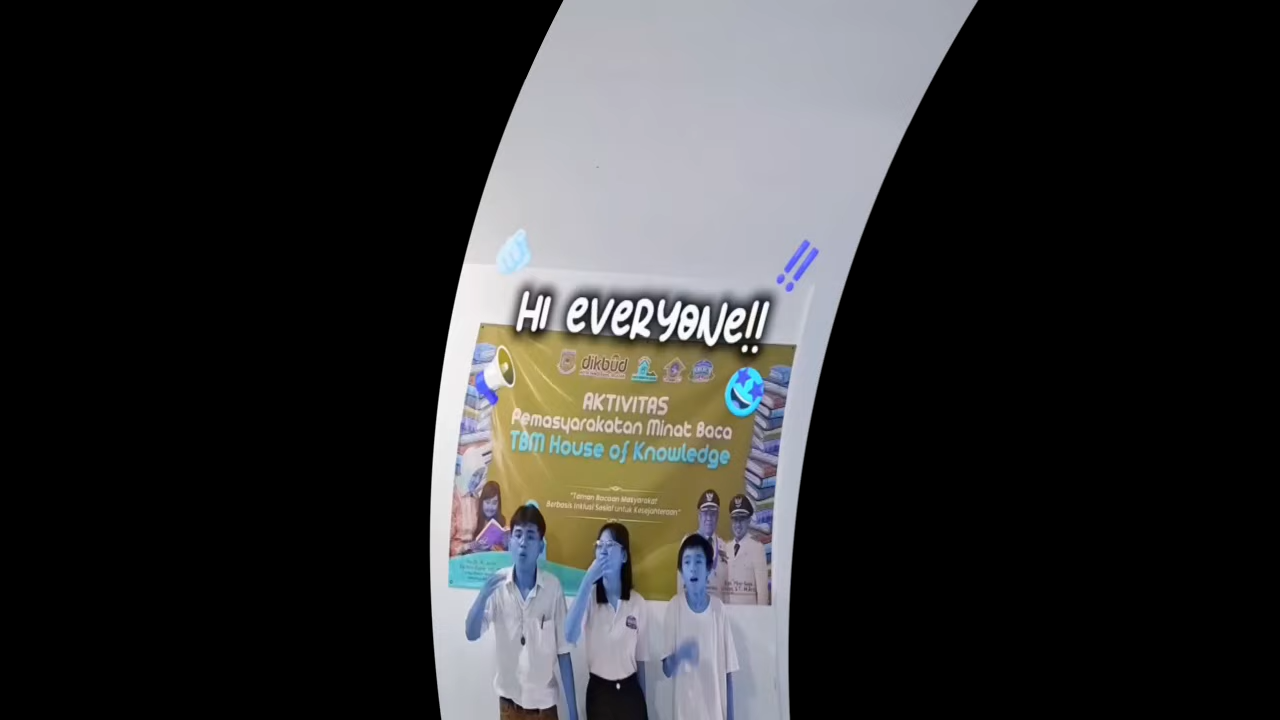 Hi everyone!!
dikbud
AKTIVITAS
Pemasyarakatan Minat Baca
TBM House of Knowledge
"Taman Bacaan Masyarakat
Berbasis Inklusi Sosial untuk Kesejahteraan"